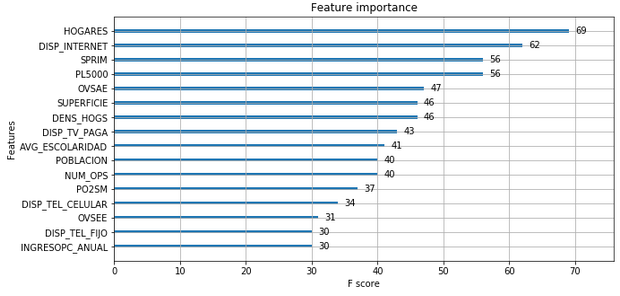 Feature importance
HOGARES 69
DISP_INTERNET 62
SPRIM 56
PL5000 56
OVSAE 47
SUPERFICIE 46
DENS_HOGS 46
DISP_TV_PAGA 43
AVG_ESCOLARIDAD 41
POBLACION 40
NUM_OPS 40
PO2SM 37
DISP_TEL_CELULAR 34
OVSEE 31
DISP_TEL_FIJO 30
INGRESOPC_ANUAL 30
Features
0 10 20 30 40 50 60 70
F score